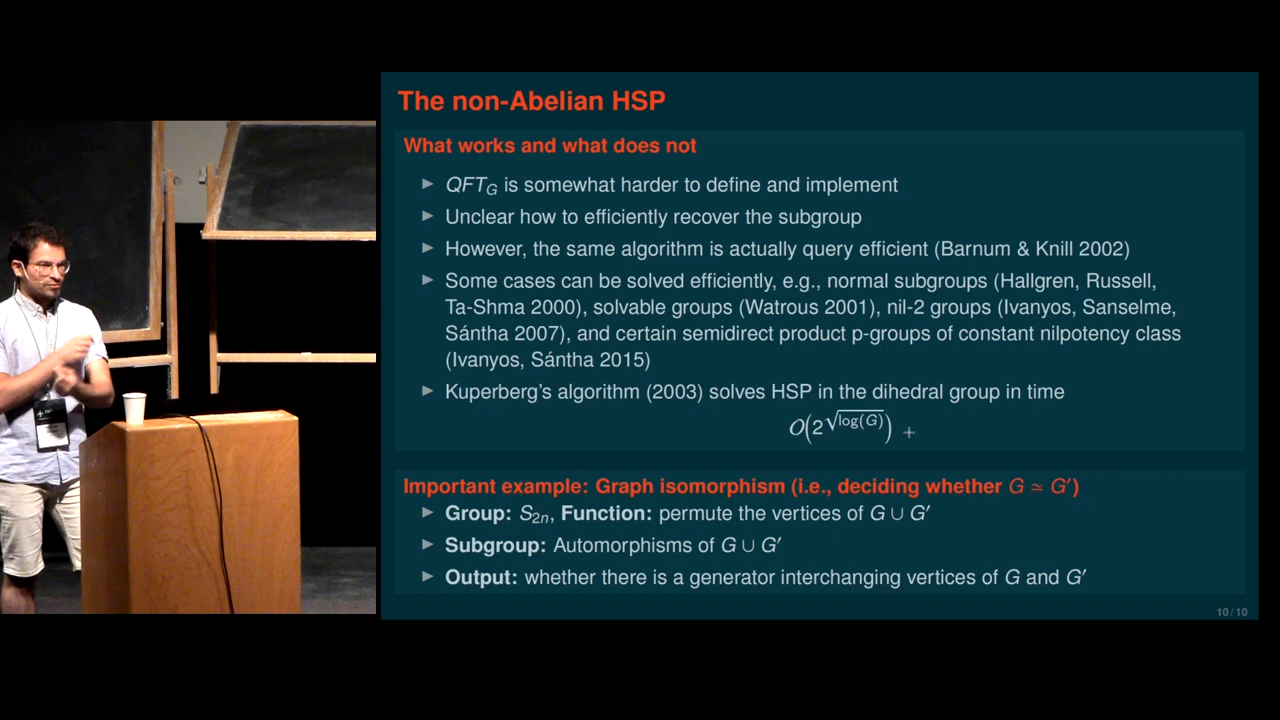 The non-Abelian HSP
What works and what does not
► QFT_G is somewhat harder to define and implement
► Unclear how to efficiently recover the subgroup
► However, the same algorithm is actually query efficient (Barnum & Knill 2002)
► Some cases can be solved efficiently, e.g., normal subgroups (Hallgren, Russell,
Ta-Shma 2000), solvable groups (Watrous 2001), nil-2 groups (Ivanyos, Sanselme,
Sántha 2007), and certain semidirect product p-groups of constant nilpotency class
(Ivanyos, Sántha 2015)
► Kuperberg's algorithm (2003) solves HSP in the dihedral group in time
O(2^√log(G))
Important example: Graph isomorphism (i.e., deciding whether G ≃ G′)
► Group: S_2n, Function: permute the vertices of G ∪ G′
► Subgroup: Automorphisms of G ∪ G′
► Output: whether there is a generator interchanging vertices of G and G′
10 / 10